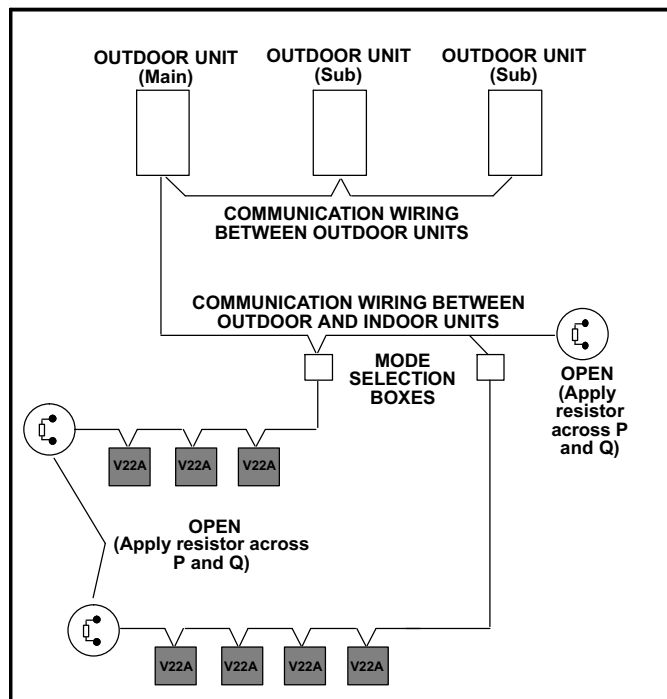 OUTDOOR UNIT
(Main)
OUTDOOR UNIT
(Sub)
OUTDOOR UNIT
(Sub)
COMMUNICATION WIRING
BETWEEN OUTDOOR UNITS
COMMUNICATION WIRING BETWEEN
OUTDOOR AND INDOOR UNITS
MODE
SELECTION
BOXES
OPEN
(Apply
resistor
across P
and Q)
V22A
V22A
V22A
OPEN
(Apply resistor across
P and Q)
V22A
V22A
V22A
V22A